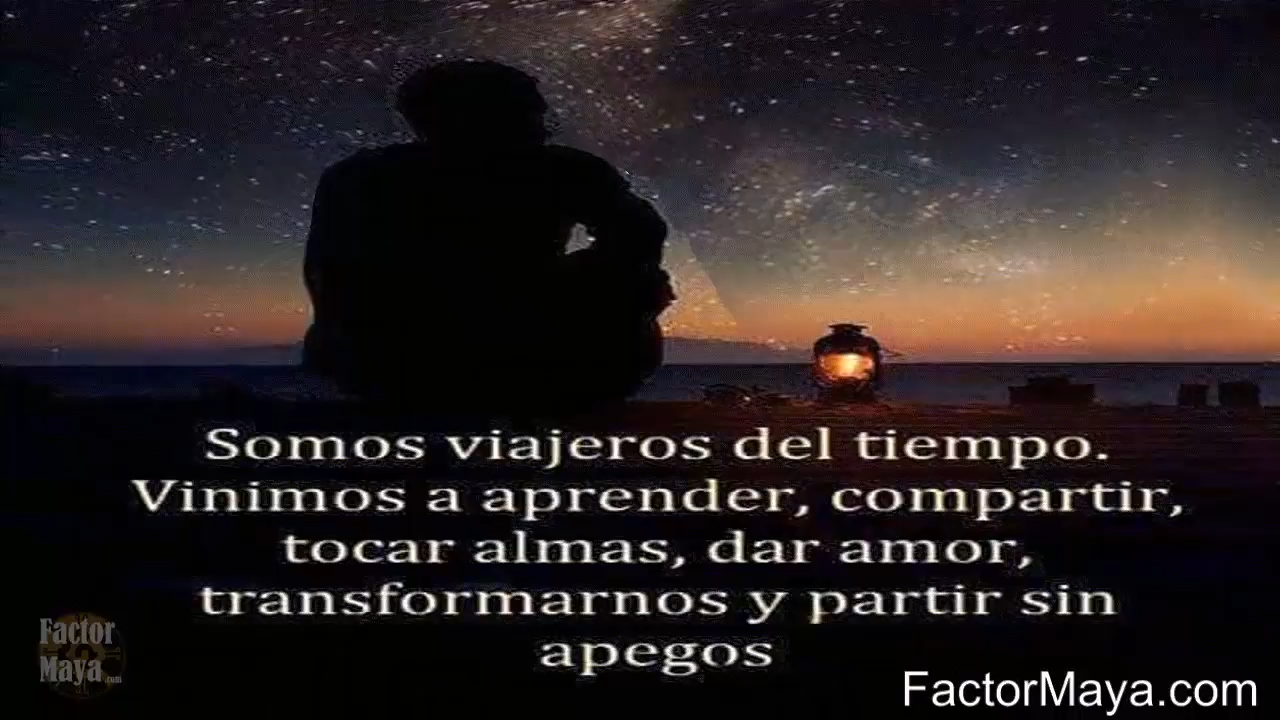 Somos viajeros del tiempo.
Vinimos a aprender, compartir,
tocar almas, dar amor,
transformarnos y partir sin
apegos
Factor
Maya.com
FactorMaya.com